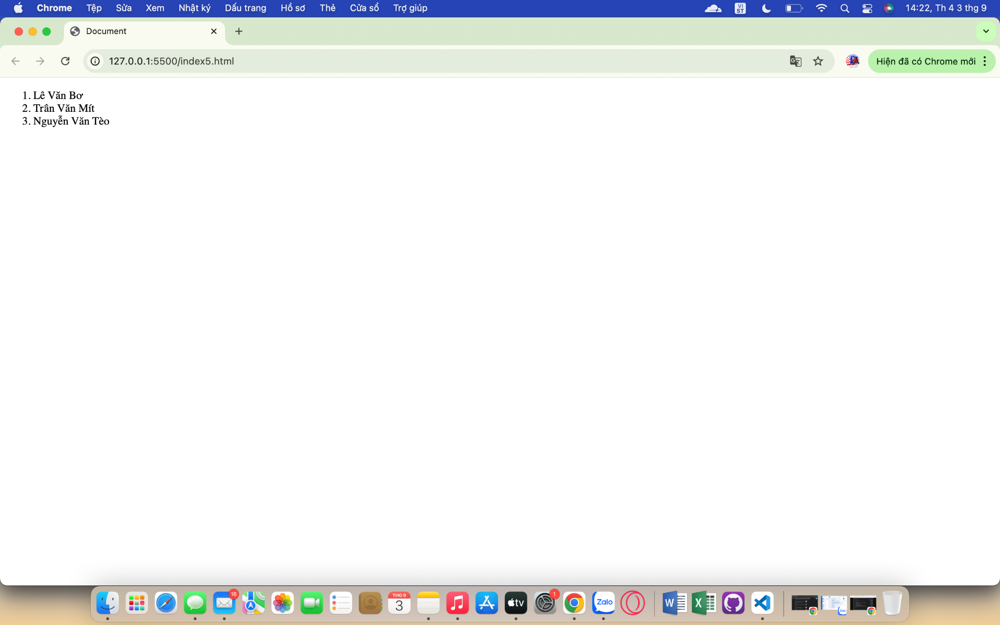 Chrome Tệp Sửa Xem Nhật ký Dấu trang Hồ sơ Thẻ Cửa sổ Trợ giúp VI ST 14:22, Th 4 3 thg 9
Document
127.0.0.1:5500/index5.html Hiện đã có Chrome mới
1. Lê Văn Bơ
2. Trân Văn Mít
3. Nguyễn Văn Tèo
16 THG 9 3 tv 1 Zalo W X